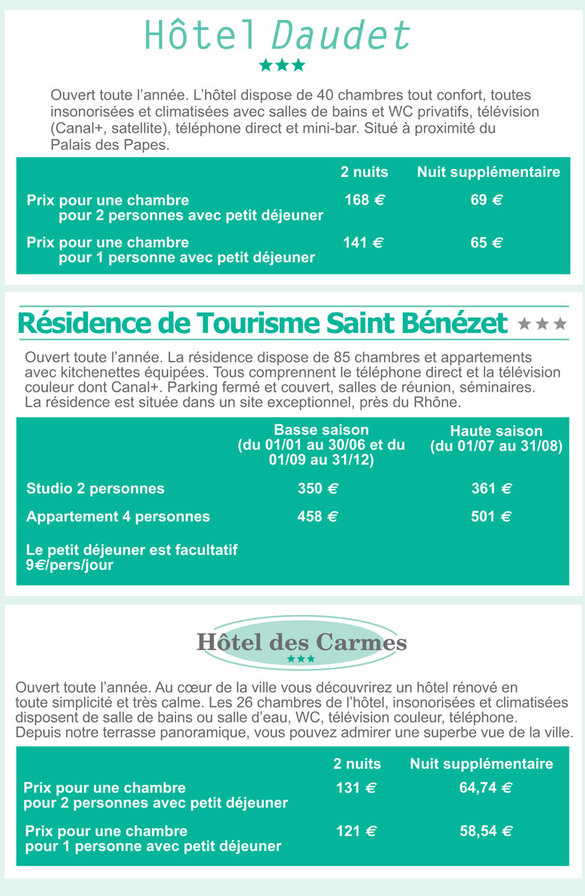 Hôtel Daudet
Ouvert toute l'année. L'hôtel dispose de 40 chambres tout confort, toutes
insonorisées et climatisées avec salles de bains et WC privatifs, télévision
(Canal+, satellite), téléphone direct et mini-bar. Situé à proximité du
Palais des Papes.
2 nuits Nuit supplémentaire
Prix pour une chambre 168 € 69 €
pour 2 personnes avec petit déjeuner
Prix pour une chambre 141 € 65 €
pour 1 personne avec petit déjeuner
Résidence de Tourisme Saint Bénézet
Ouvert toute l'année. La résidence dispose de 85 chambres et appartements
avec kitchenettes équipées. Tous comprennent le téléphone direct et la télévision
couleur dont Canal+. Parking fermé et couvert, salles de réunion, séminaires.
La résidence est située dans un site exceptionnel, près du Rhône.
Basse saison Haute saison
(du 01/01 au 30/06 et du (du 01/07 au 31/08)
01/09 au 31/12)
Studio 2 personnes 350 € 361 €
Appartement 4 personnes 458 € 501 €
Le petit déjeuner est facultatif
9€/pers/jour
Hôtel des Carmes
Ouvert toute l'année. Au cœur de la ville vous découvrirez un hôtel rénové en
toute simplicité et très calme. Les 26 chambres de l'hôtel, insonorisées et climatisées
disposent de salle de bains ou salle d'eau, WC, télévision couleur, téléphone.
Depuis notre terrasse panoramique, vous pouvez admirer une superbe vue de la ville.
2 nuits Nuit supplémentaire
Prix pour une chambre 131 € 64,74 €
pour 2 personnes avec petit déjeuner
Prix pour une chambre 121 € 58,54 €
pour 1 personne avec petit déjeuner